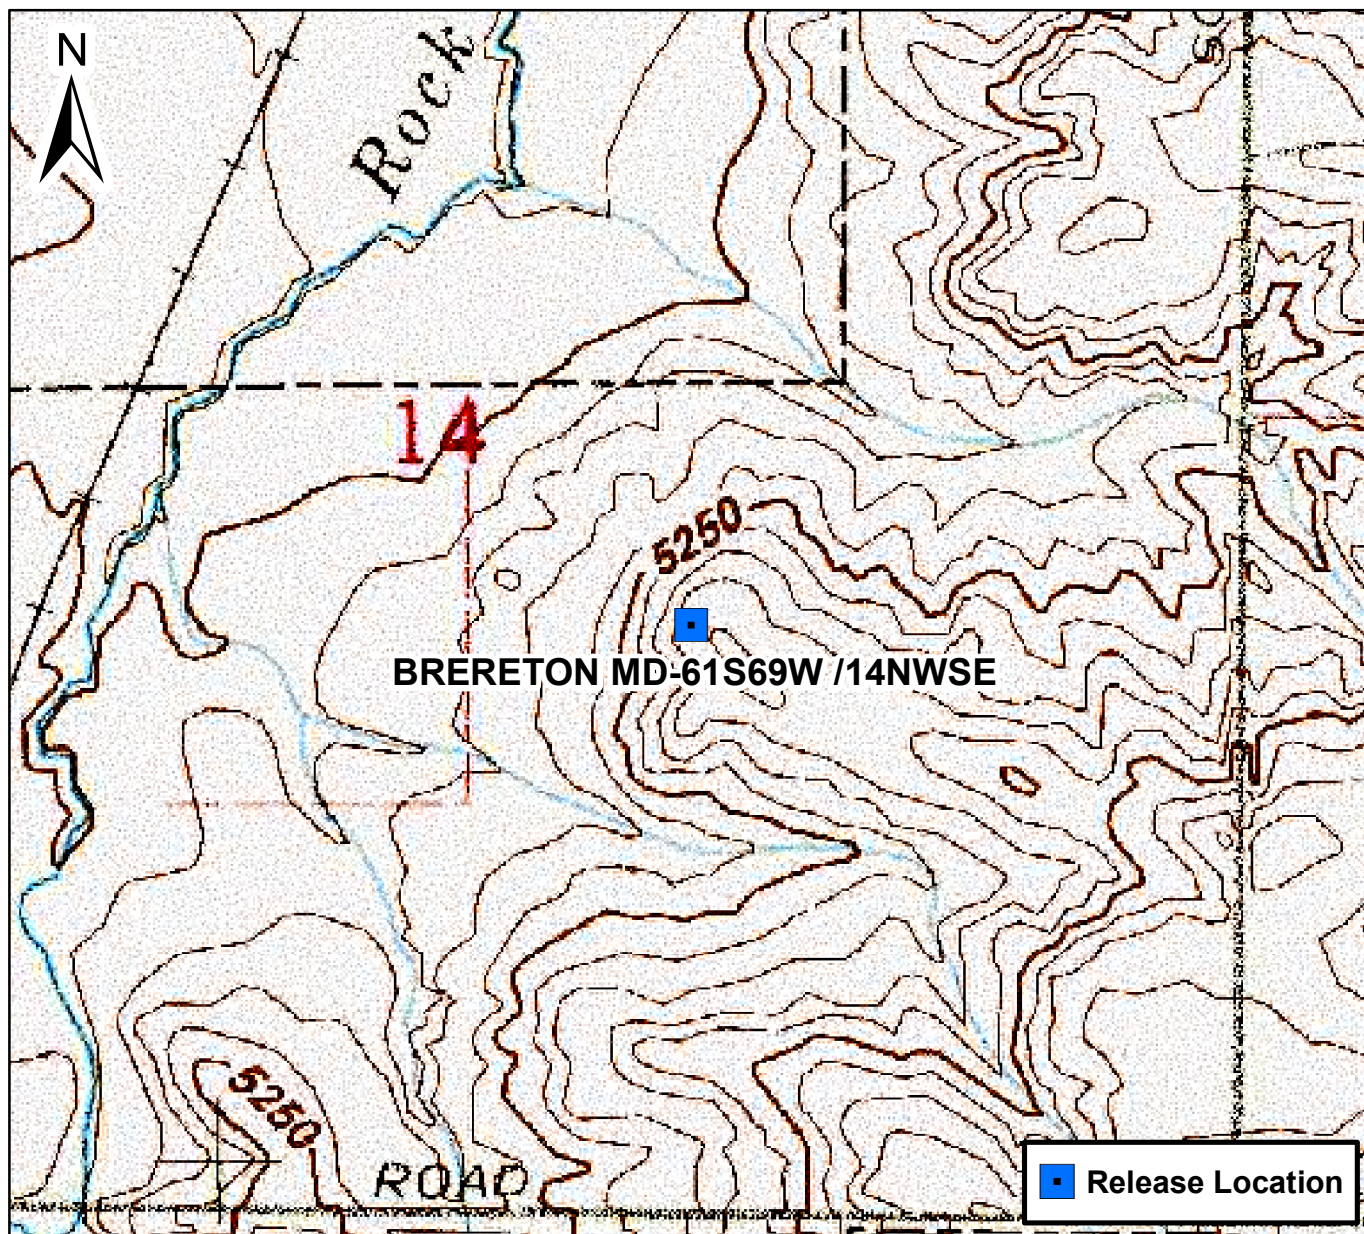 N
Rock
14
5250
BRERETON MD-61S69W /14NWSE
5250
ROAD
Release Location